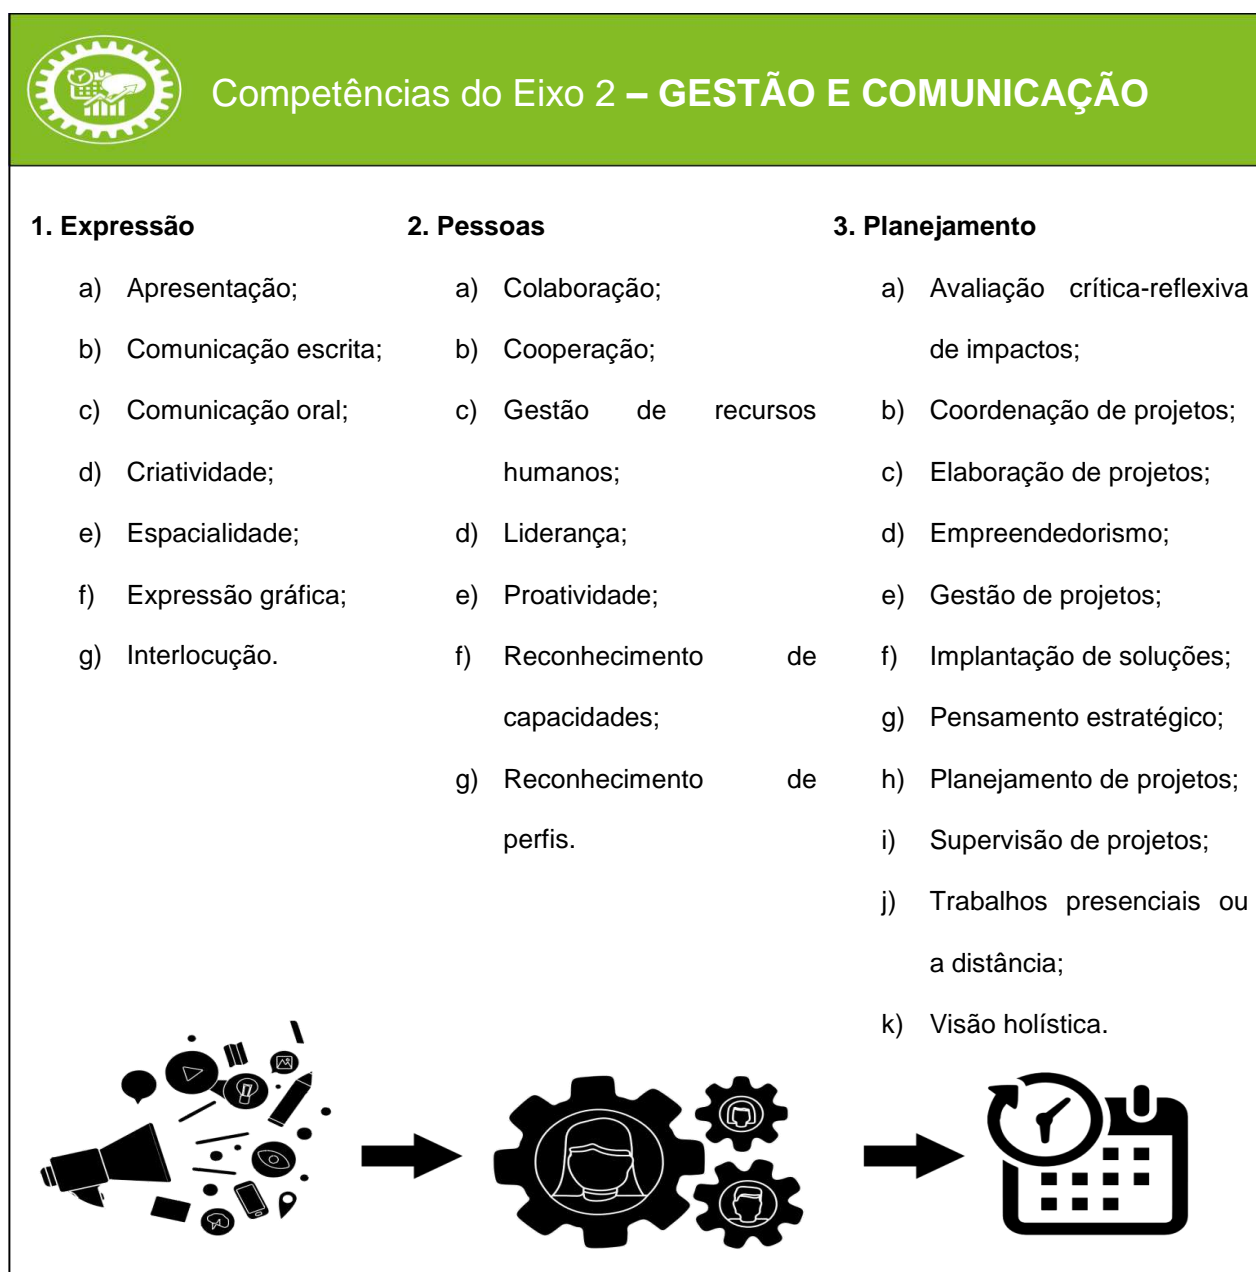 Competências do Eixo 2 – GESTÃO E COMUNICAÇÃO
1. Expressão
a) Apresentação;
b) Comunicação escrita;
c) Comunicação oral;
d) Criatividade;
e) Espacialidade;
f) Expressão gráfica;
g) Interlocução.
2. Pessoas
a) Colaboração;
b) Cooperação;
c) Gestão de recursos
humanos;
d) Liderança;
e) Proatividade;
f) Reconhecimento de
capacidades;
g) Reconhecimento de
perfis.
3. Planejamento
a) Avaliação crítica-reflexiva
de impactos;
b) Coordenação de projetos;
c) Elaboração de projetos;
d) Empreendedorismo;
e) Gestão de projetos;
f) Implantação de soluções;
g) Pensamento estratégico;
h) Planejamento de projetos;
i) Supervisão de projetos;
j) Trabalhos presenciais ou
a distância;
k) Visão holística.